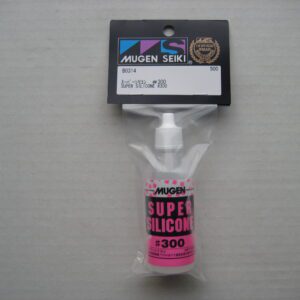 MUGEN SEIKI
B0314 500
スーパーシリコン #300
SUPER SILICONE #300
MUGEN
SUPER
SILICONE
#300